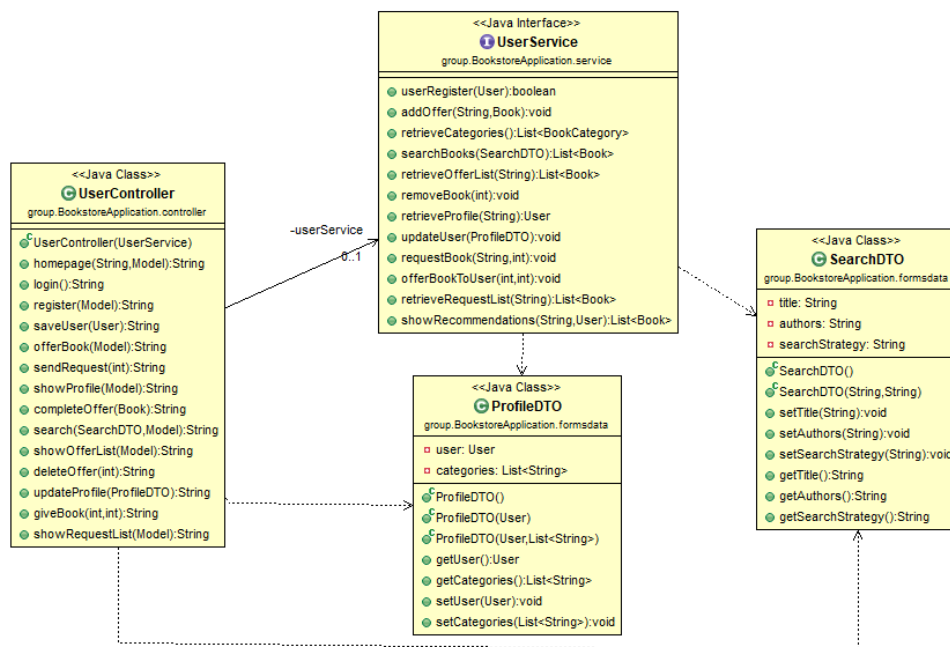 <<Java Interface>>
UserService
group.BookstoreApplication.service
userRegister(User):boolean
addOffer(String,Book):void
retrieveCategories():List<BookCategory>
searchBooks(SearchDTO):List<Book>
retrieveOfferList(String):List<Book>
removeBook(int):void
retrieveProfile(String):User
updateUser(ProfileDTO):void
requestBook(String,int):void
offerBookToUser(int,int):void
retrieveRequestList(String):List<Book>
showRecommendations(String,User):List<Book>
<<Java Class>>
UserController
group.BookstoreApplication.controller
UserController(UserService)
homepage(String,Model):String
login():String
register(Model):String
saveUser(User):String
offerBook(Model):String
sendRequest(int):String
showProfile(Model):String
completeOffer(Book):String
search(SearchDTO,Model):String
showOfferList(Model):String
deleteOffer(int):String
updateProfile(ProfileDTO):String
giveBook(int,int):String
showRequestList(Model):String
-userService
0..1
<<Java Class>>
SearchDTO
group.BookstoreApplication.formsdata
title: String
authors: String
searchStrategy: String
SearchDTO()
SearchDTO(String,String)
setTitle(String):void
setAuthors(String):void
setSearchStrategy(String):void
getTitle():String
getAuthors():String
getSearchStrategy():String
<<Java Class>>
ProfileDTO
group.BookstoreApplication.formsdata
user: User
categories: List<String>
ProfileDTO()
ProfileDTO(User)
ProfileDTO(User,List<String>)
getUser():User
getCategories():List<String>
setUser(User):void
setCategories(List<String>):void